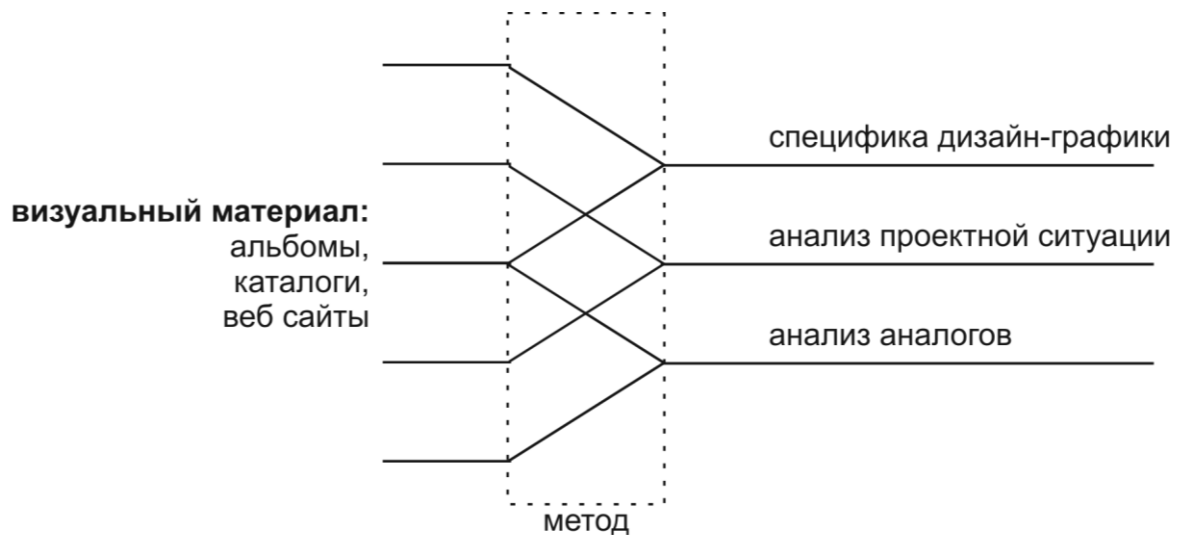 визуальный материал:
альбомы,
каталоги,
веб сайты
специфика дизайн-графики
анализ проектной ситуации
анализ аналогов
метод